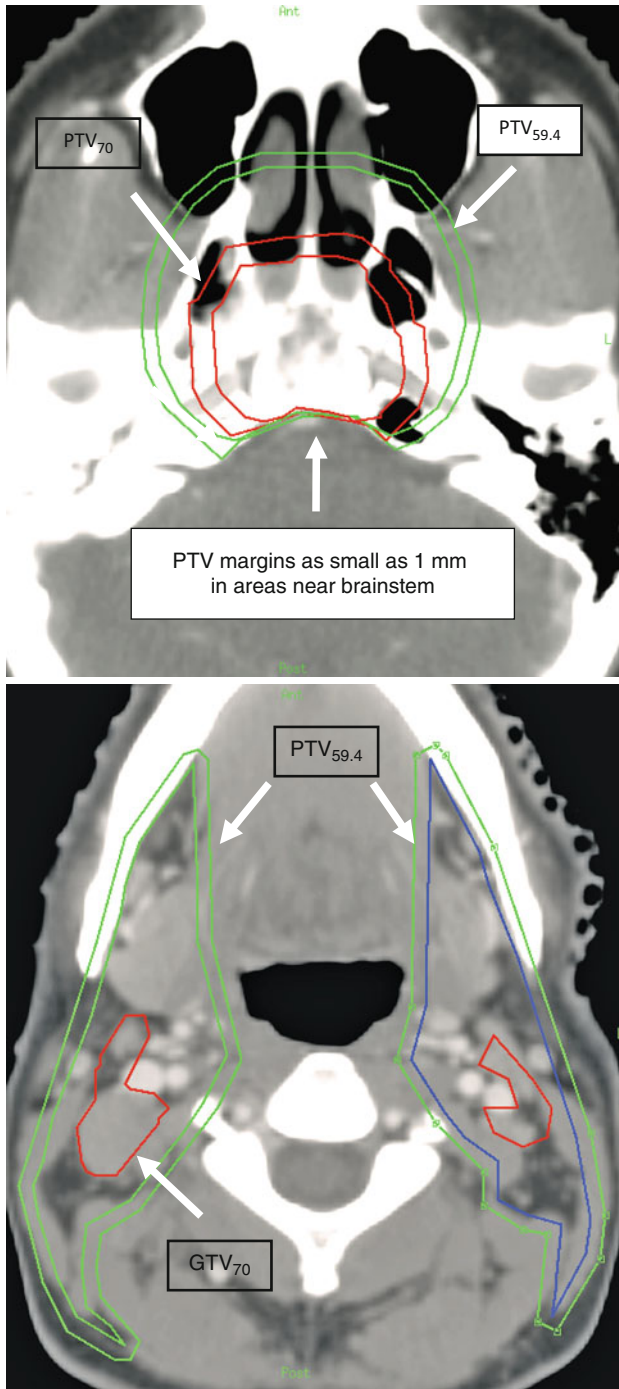 Ant
PTV70
PTV59.4
L
PTV margins as small as 1 mm
in areas near brainstem
Post
Ant
PTV59.4
GTV70
Post